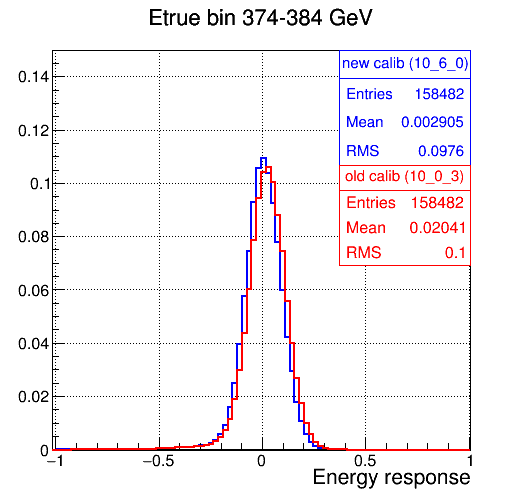 Etrue bin 374-384 GeV
new calib (10_6_0)
Entries 158482
Mean 0.002905
RMS 0.0976
old calib (10_0_3)
Entries 158482
Mean 0.02041
RMS 0.1
0.14
0.12
0.1
0.08
0.06
0.04
0.02
0
−1 −0.5 0 0.5 1
Energy response